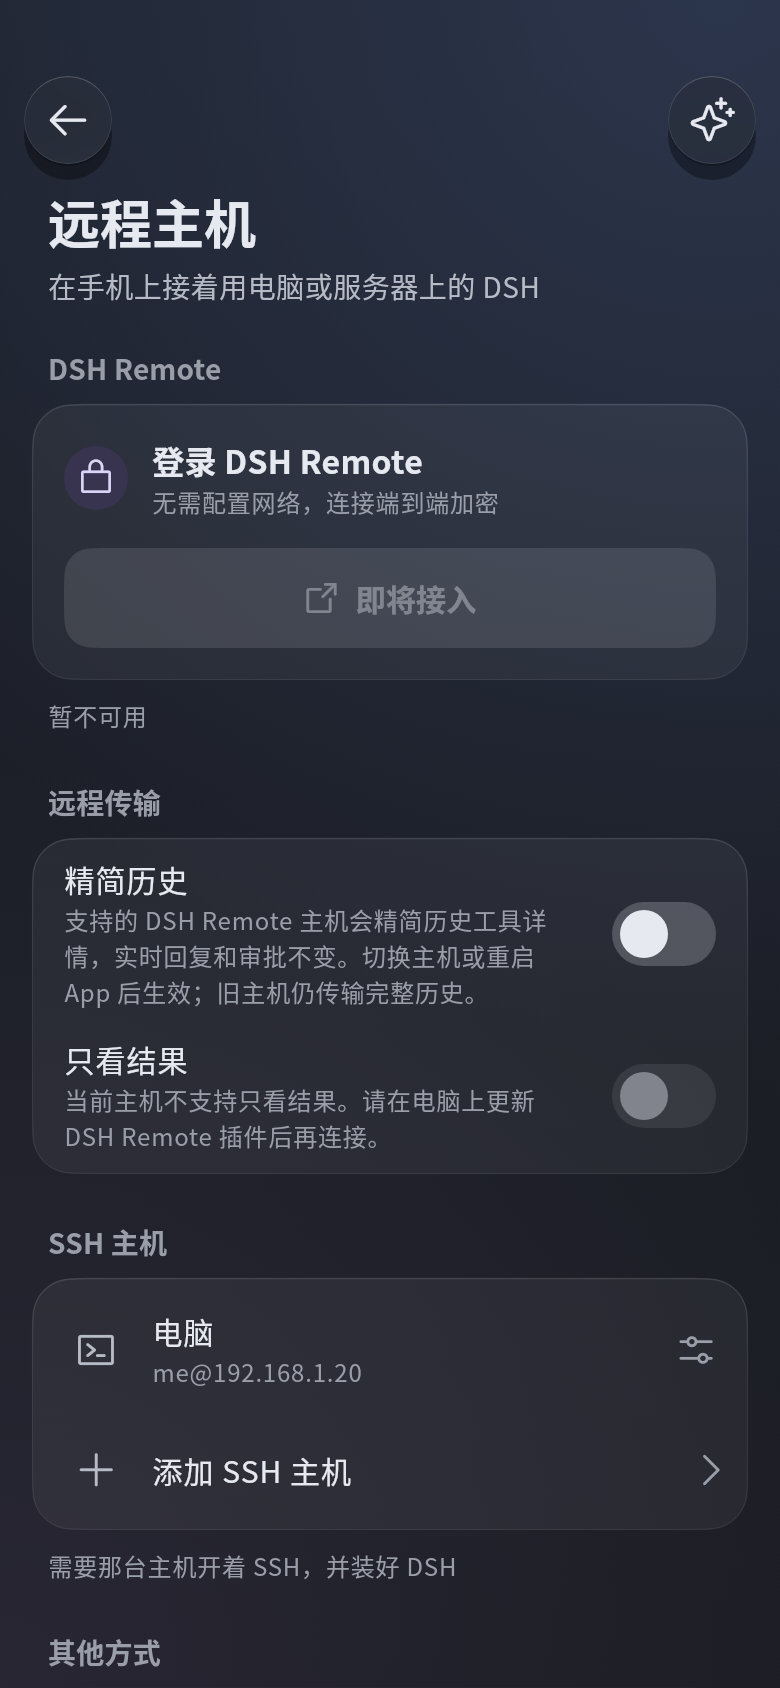 远程主机
在手机上接着用电脑或服务器上的 DSH
DSH Remote
登录 DSH Remote
无需配置网络，连接端到端加密
即将接入
暂不可用
远程传输
精简历史
支持的 DSH Remote 主机会精简历史工具详
情，实时回复和审批不变。切换主机或重启
App 后生效；旧主机仍传输完整历史。
只看结果
当前主机不支持只看结果。请在电脑上更新
DSH Remote 插件后再连接。
SSH 主机
电脑
me@192.168.1.20
添加 SSH 主机
需要那台主机开着 SSH，并装好 DSH
其他方式